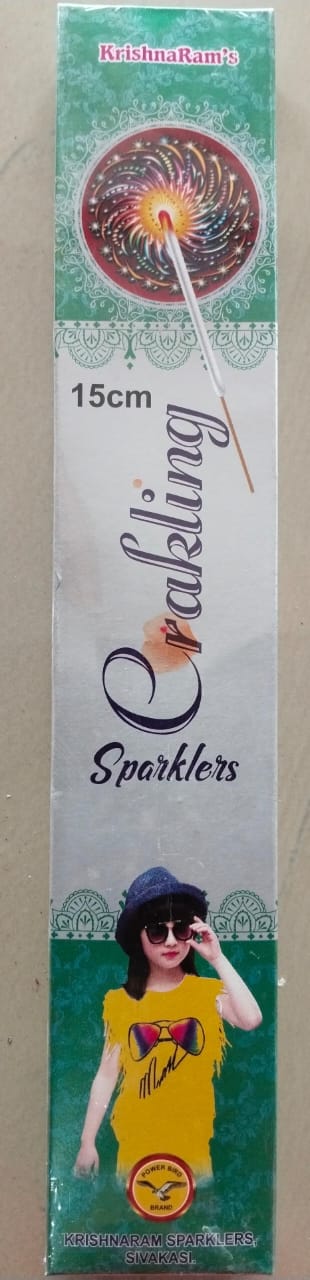 KrishnaRam's
15cm
Crakling
Sparklers
POWER BIRD
BRAND
KRISHNARAM SPARKLERS,
SIVAKASI.